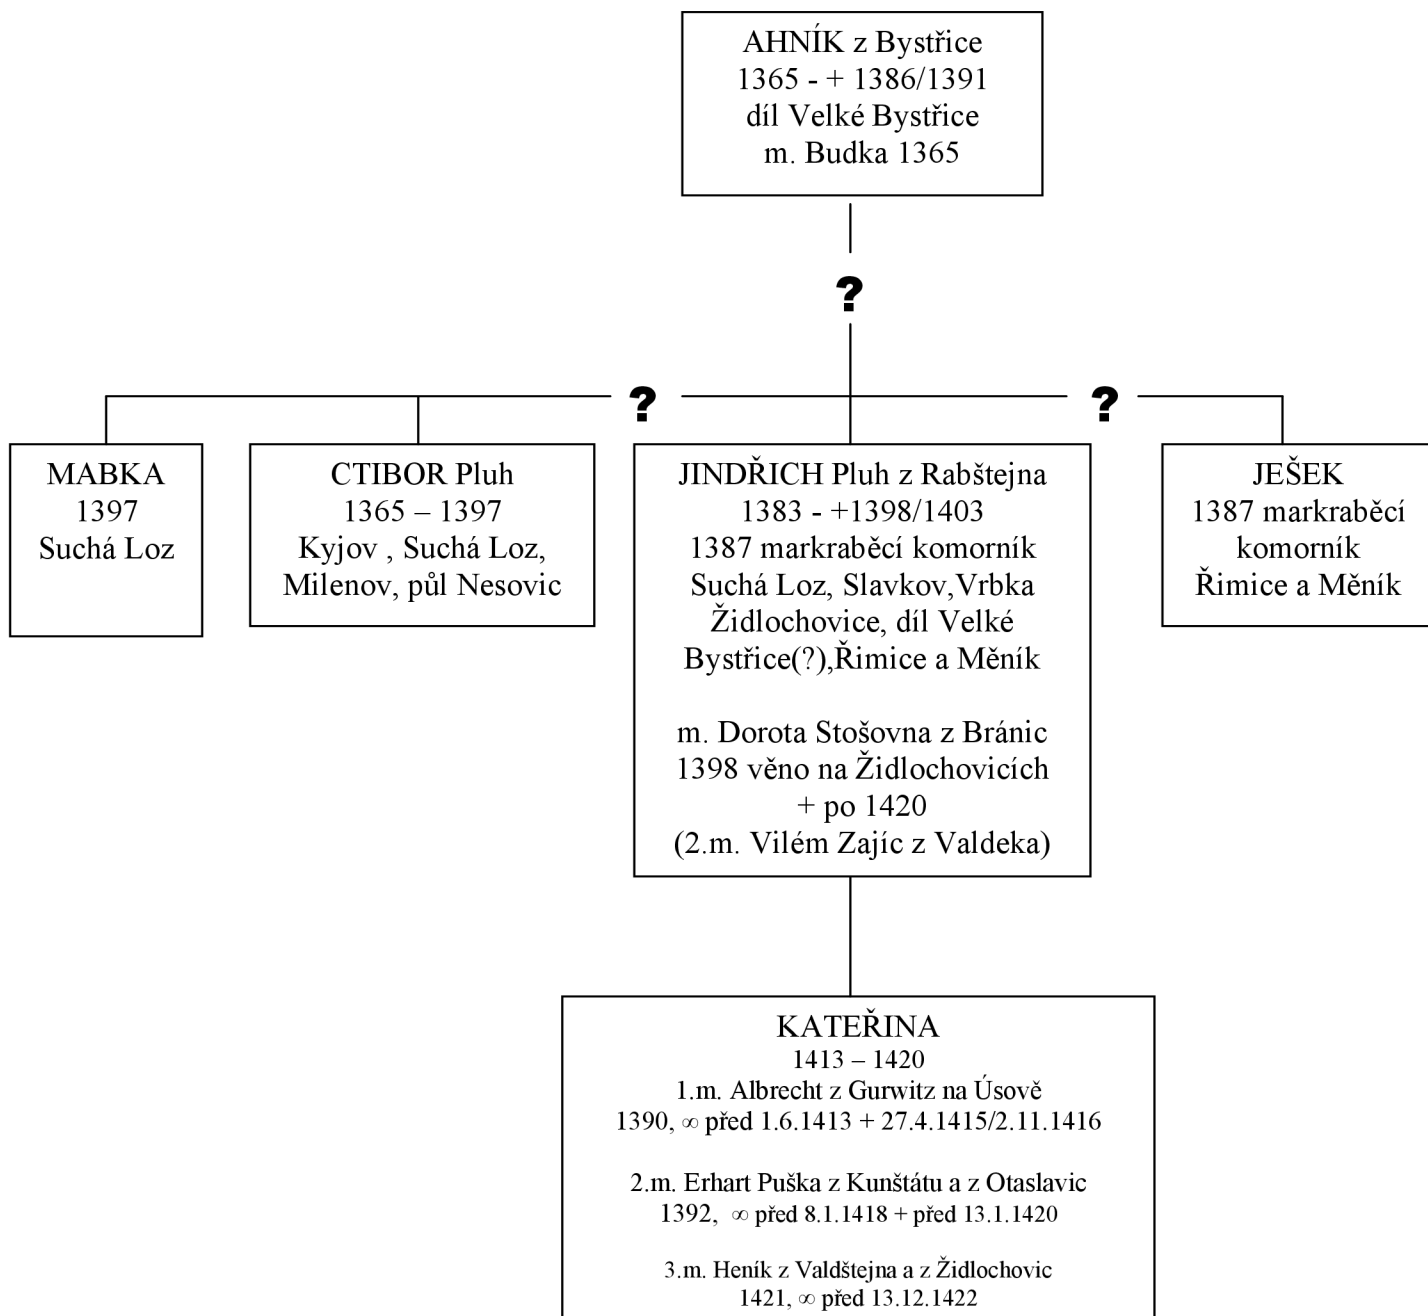 AHNÍK z Bystřice
1365 - + 1386/1391
díl Velké Bystřice
m. Budka 1365
?
? ?
MABKA
1397
Suchá Loz
CTIBOR Pluh
1365 – 1397
Kyjov , Suchá Loz,
Milenov, půl Nesovic
JINDŘICH Pluh z Rabštejna
1383 - +1398/1403
1387 markraběcí komorník
Suchá Loz, Slavkov,Vrbka
Židlochovice, díl Velké
Bystřice(?),Řimice a Měník
m. Dorota Stošovna z Bránic
1398 věno na Židlochovicích
+ po 1420
(2.m. Vilém Zajíc z Valdeka)
JEŠEK
1387 markraběcí
komorník
Řimice a Měník
KATEŘINA
1413 – 1420
1.m. Albrecht z Gurwitz na Úsově
1390, ∞ před 1.6.1413 + 27.4.1415/2.11.1416
2.m. Erhart Puška z Kunštátu a z Otaslavic
1392, ∞ před 8.1.1418 + před 13.1.1420
3.m. Heník z Valdštejna a z Židlochovic
1421, ∞ před 13.12.1422